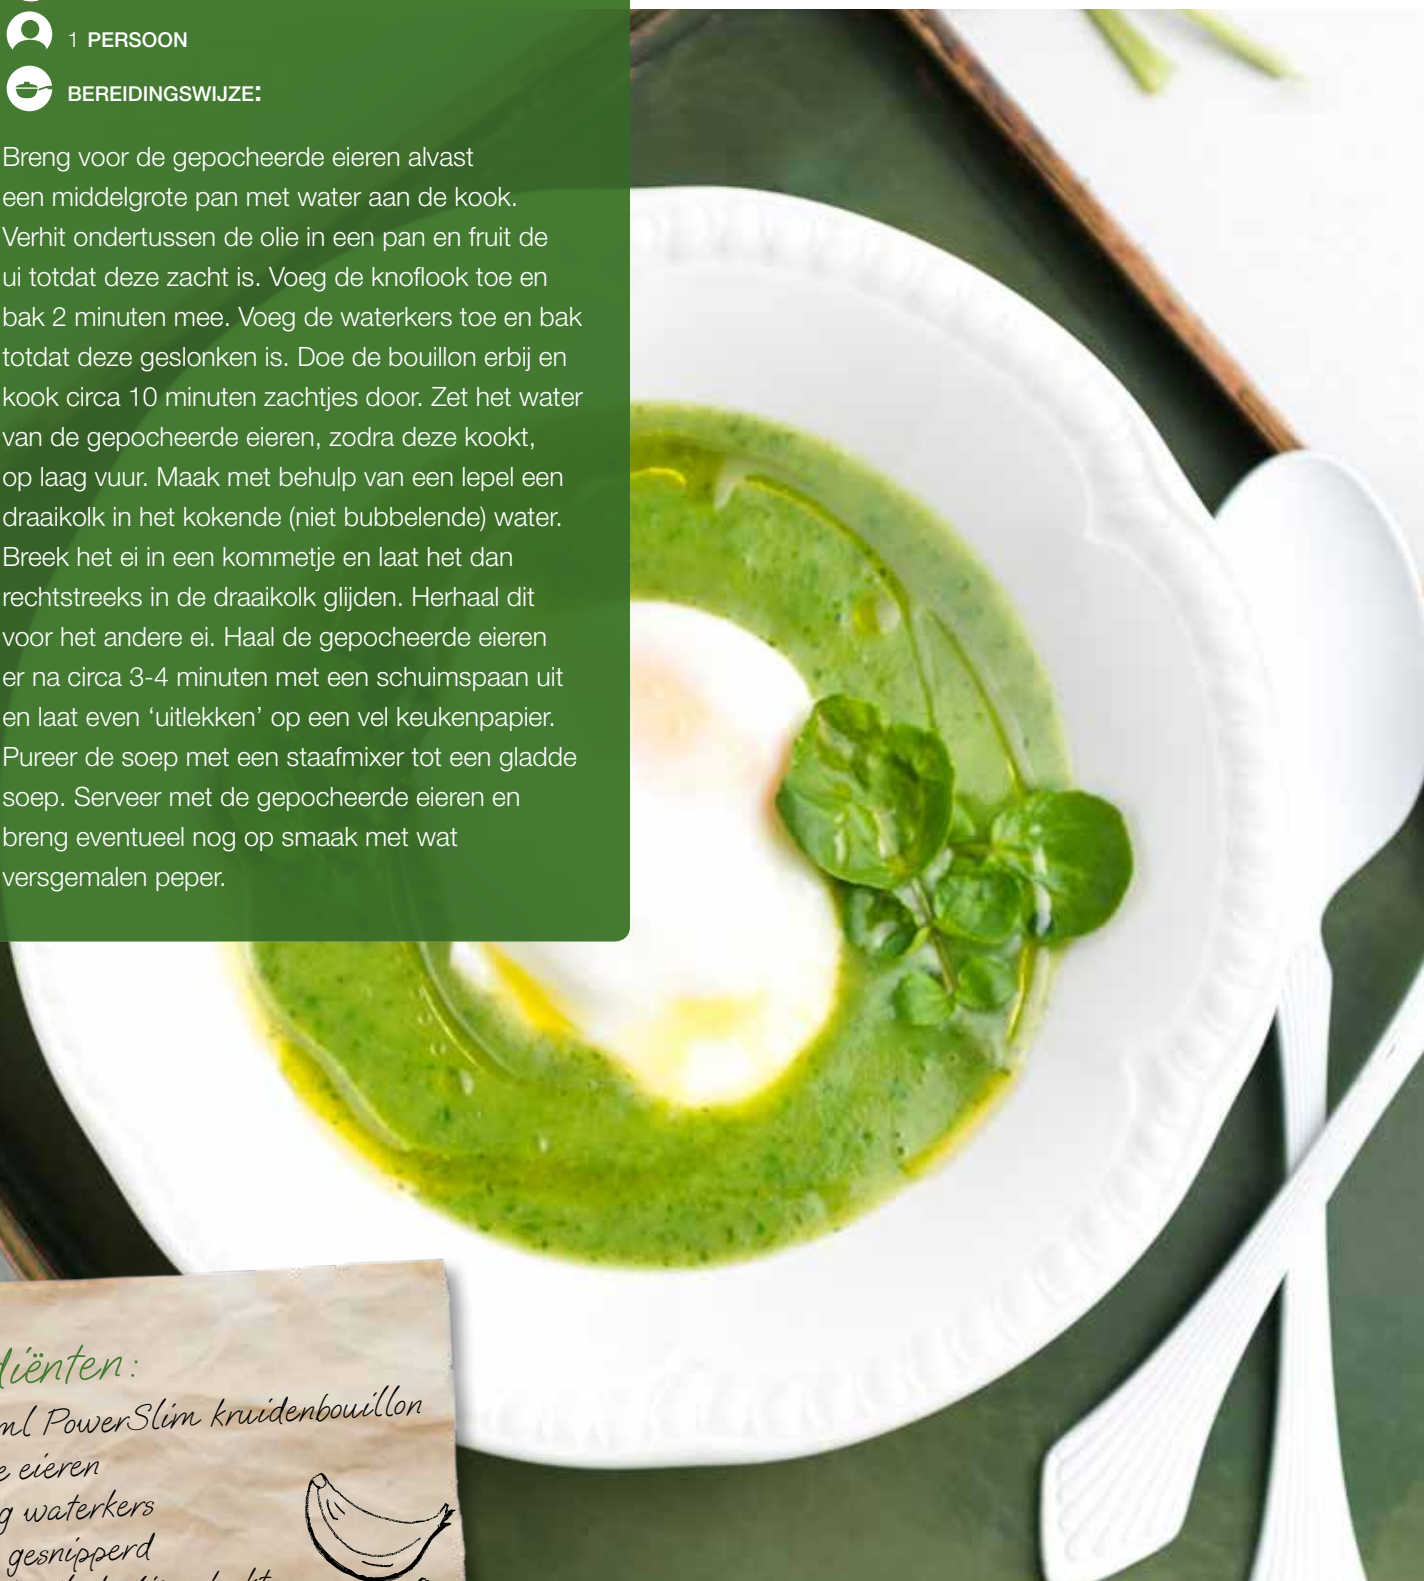 1 PERSOON
BEREIDINGSWIJZE:
Breng voor de gepocheerde eieren alvast
een middelgrote pan met water aan de kook.
Verhit ondertussen de olie in een pan en fruit de
ui totdat deze zacht is. Voeg de knoflook toe en
bak 2 minuten mee. Voeg de waterkers toe en bak
totdat deze geslonken is. Doe de bouillon erbij en
kook circa 10 minuten zachtjes door. Zet het water
van de gepocheerde eieren, zodra deze kookt,
op laag vuur. Maak met behulp van een lepel een
draaikolk in het kokende (niet bubbelende) water.
Breek het ei in een kommetje en laat het dan
rechtstreeks in de draaikolk glijden. Herhaal dit
voor het andere ei. Haal de gepocheerde eieren
er na circa 3-4 minuten met een schuimspaan uit
en laat even ‘uitlekken’ op een vel keukenpapier.
Pureer de soep met een staafmixer tot een gladde
soep. Serveer met de gepocheerde eieren en
breng eventueel nog op smaak met wat
versgemalen peper.
diënten:
ml PowerSlim kruidenbouillon
e eieren
g waterkers
gesnipperd